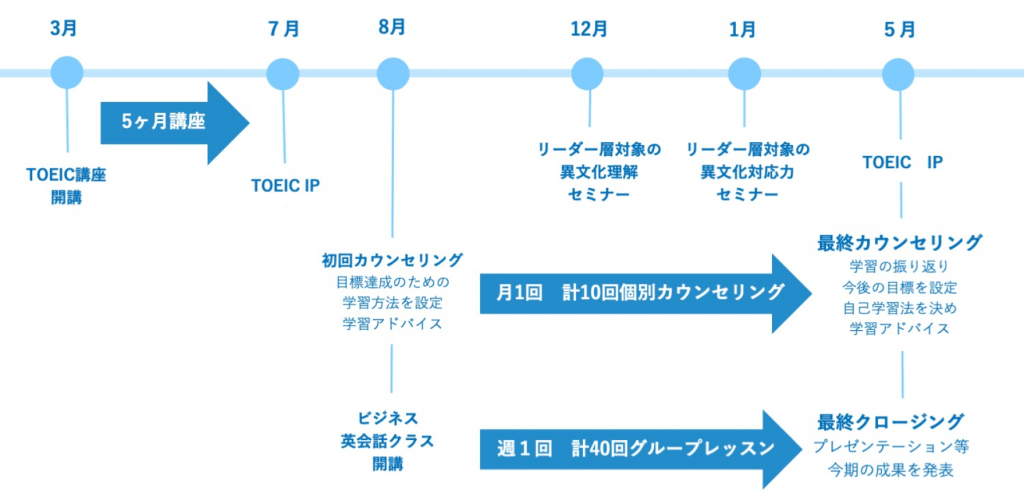 3月
７月
8月
12月
1月
５月
5ヶ月講座
TOEIC講座
開講
TOEIC IP
リーダー層対象の
異文化理解
セミナー
リーダー層対象の
異文化対応力
セミナー
TOEIC　IP
初回カウンセリング
目標達成のための
学習方法を設定
学習アドバイス
月1回　計10回個別カウンセリング
最終カウンセリング
学習の振り返り
今後の目標を設定
自己学習法を決め
学習アドバイス
ビジネス
英会話クラス
開講
週１回　計40回グループレッスン
最終クロージング
プレゼンテーション等
今期の成果を発表